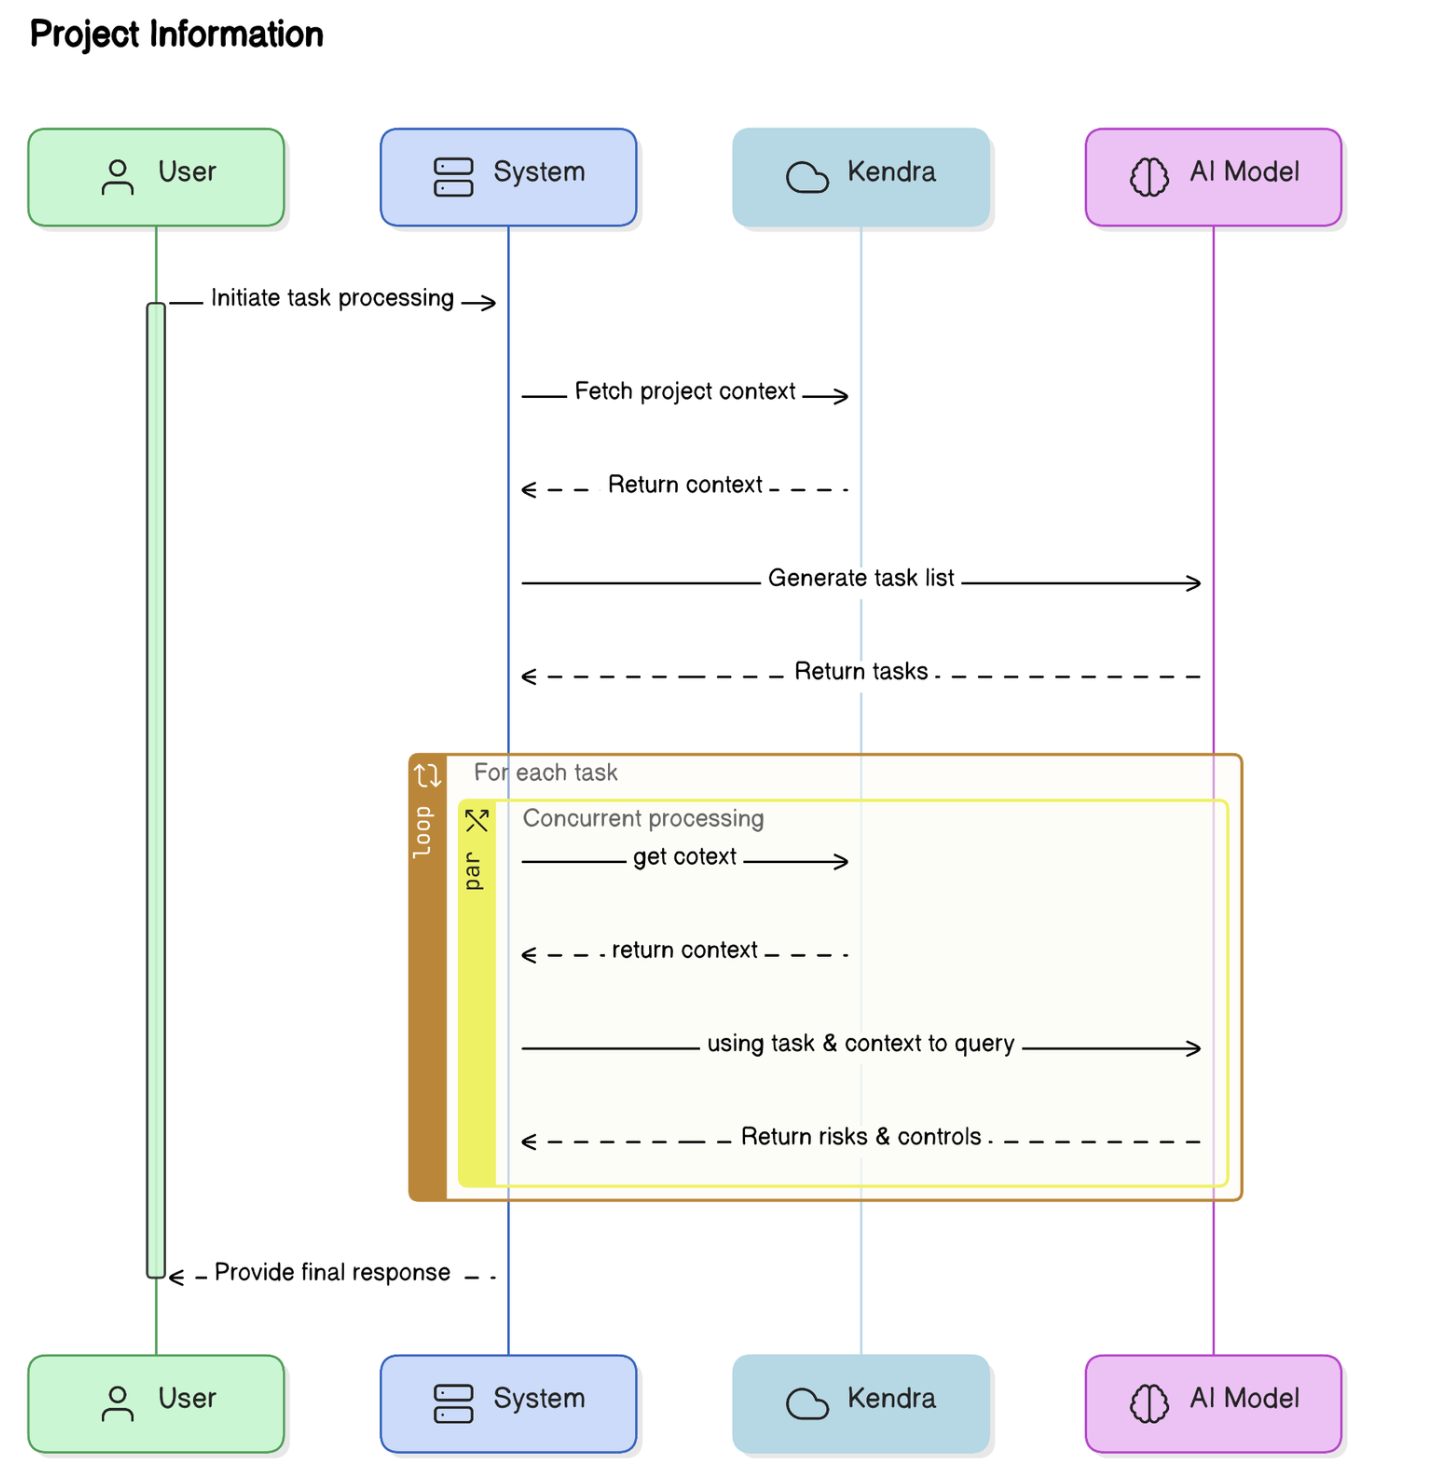 Project Information
User
System
Kendra
AI Model
Initiate task processing
Fetch project context
Return context
Generate task list
Return tasks
loop
For each task
par
Concurrent processing
get cotext
return context
using task & context to query
Return risks & controls
Provide final response
User
System
Kendra
AI Model